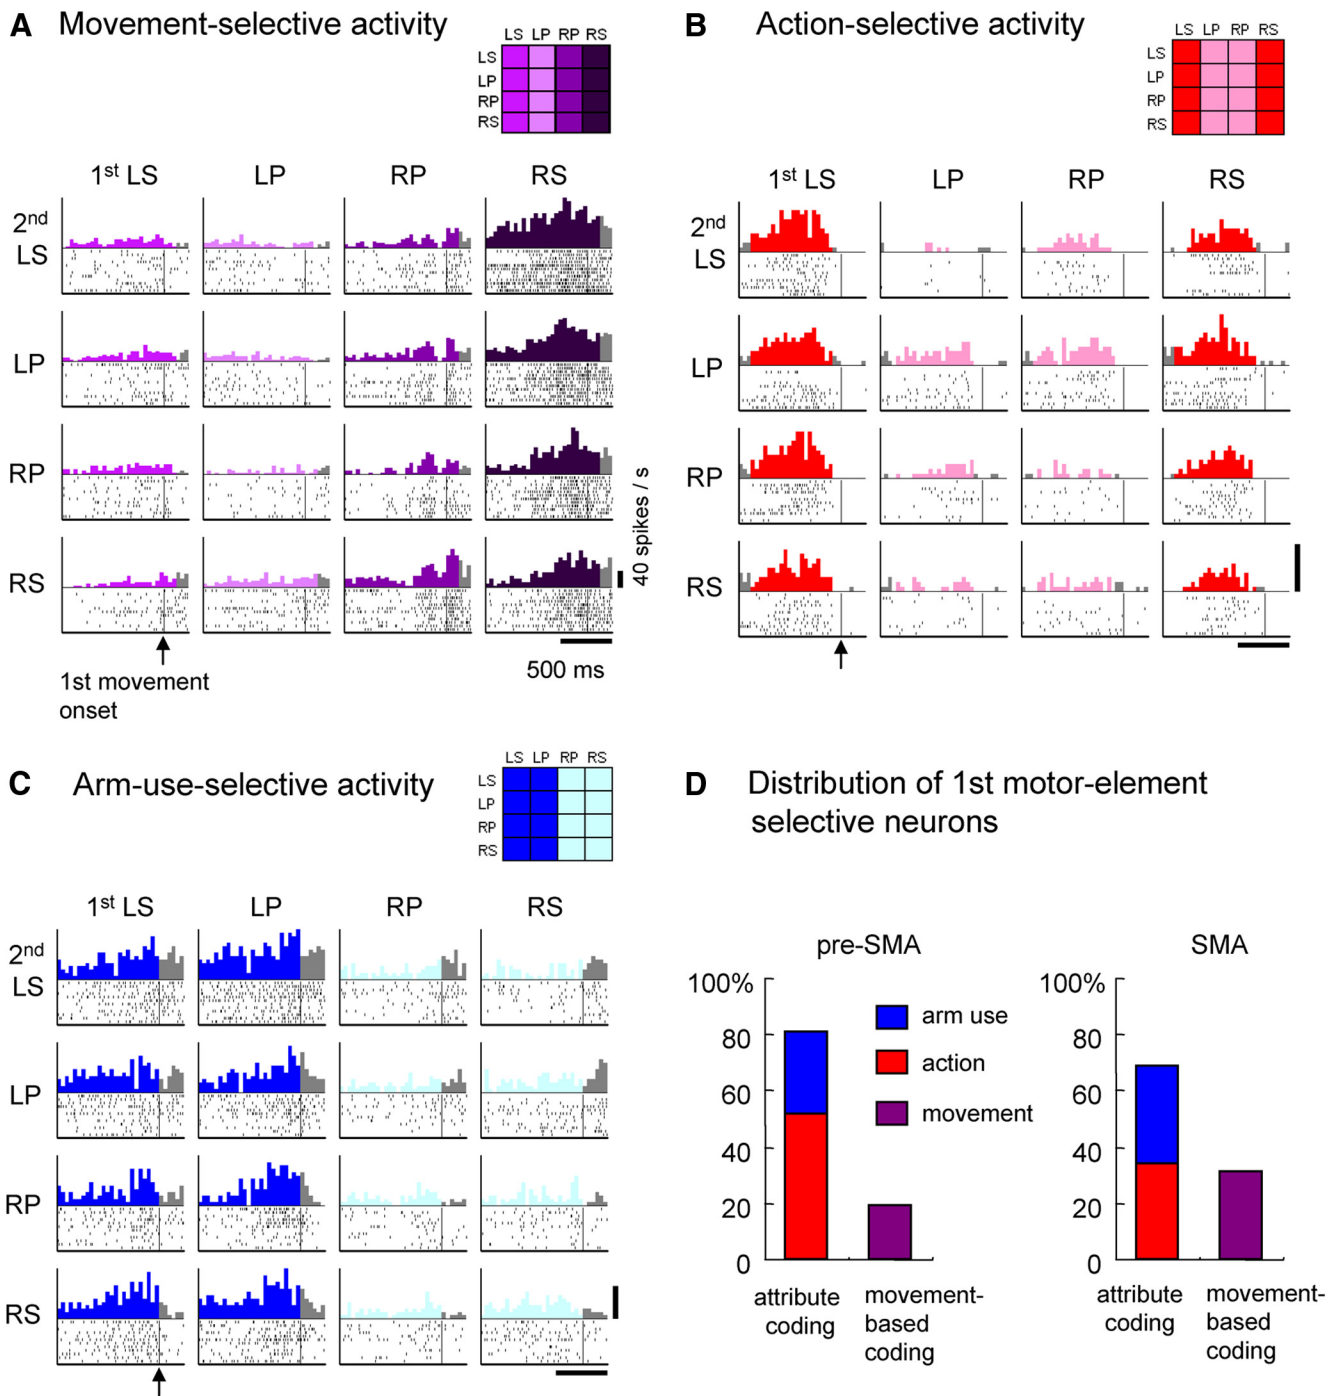 A Movement-selective activity
LS LP RP RS
LS
LP
RP
RS
1st LS LP RP RS
2nd
LS
LP
RP
RS
40 spikes / s
500 ms
1st movement
onset
B Action-selective activity
LS LP RP RS
LS
LP
RP
RS
1st LS LP RP RS
2nd
LS
LP
RP
RS
C Arm-use-selective activity
LS LP RP RS
LS
LP
RP
RS
1st LS LP RP RS
2nd
LS
LP
RP
RS
D Distribution of 1st motor-element
selective neurons
pre-SMA
100%
80
60
40
20
0
arm use
action
movement
attribute
coding
movement-
based
coding
SMA
100%
80
60
40
20
0
attribute
coding
movement-
based
coding